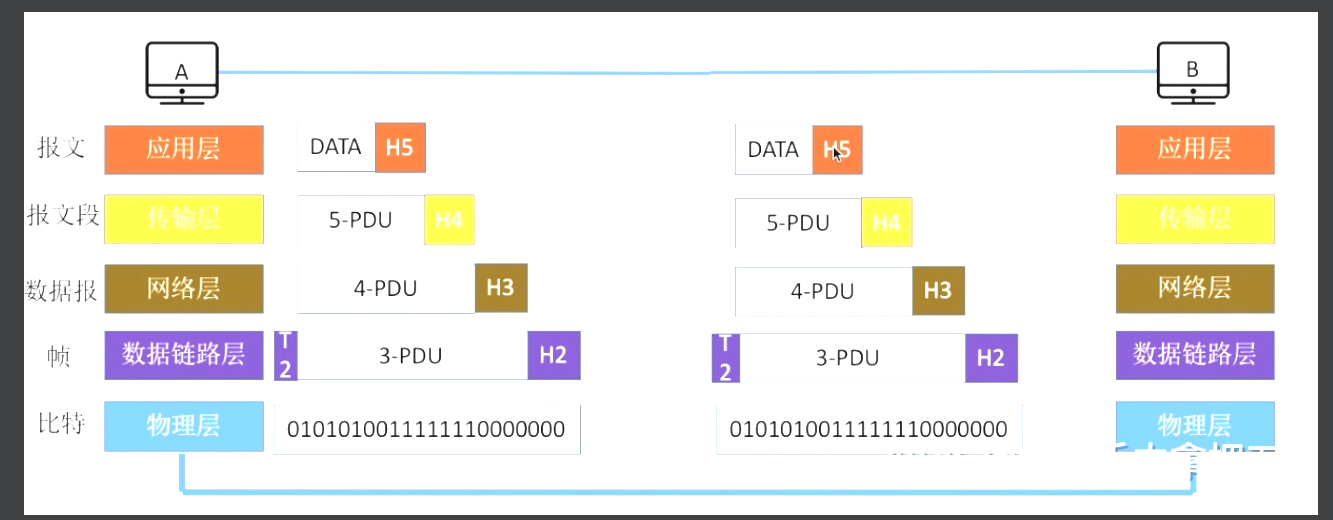 A B
报文 应用层 DATA H5 DATA H5 应用层
报文段 传输层 5-PDU H4 5-PDU H4 传输层
数据报 网络层 4-PDU H3 4-PDU H3 网络层
帧 数据链路层 T2 3-PDU H2 T2 3-PDU H2 数据链路层
比特 物理层 0101010011111110000000 0101010011111110000000 物理层